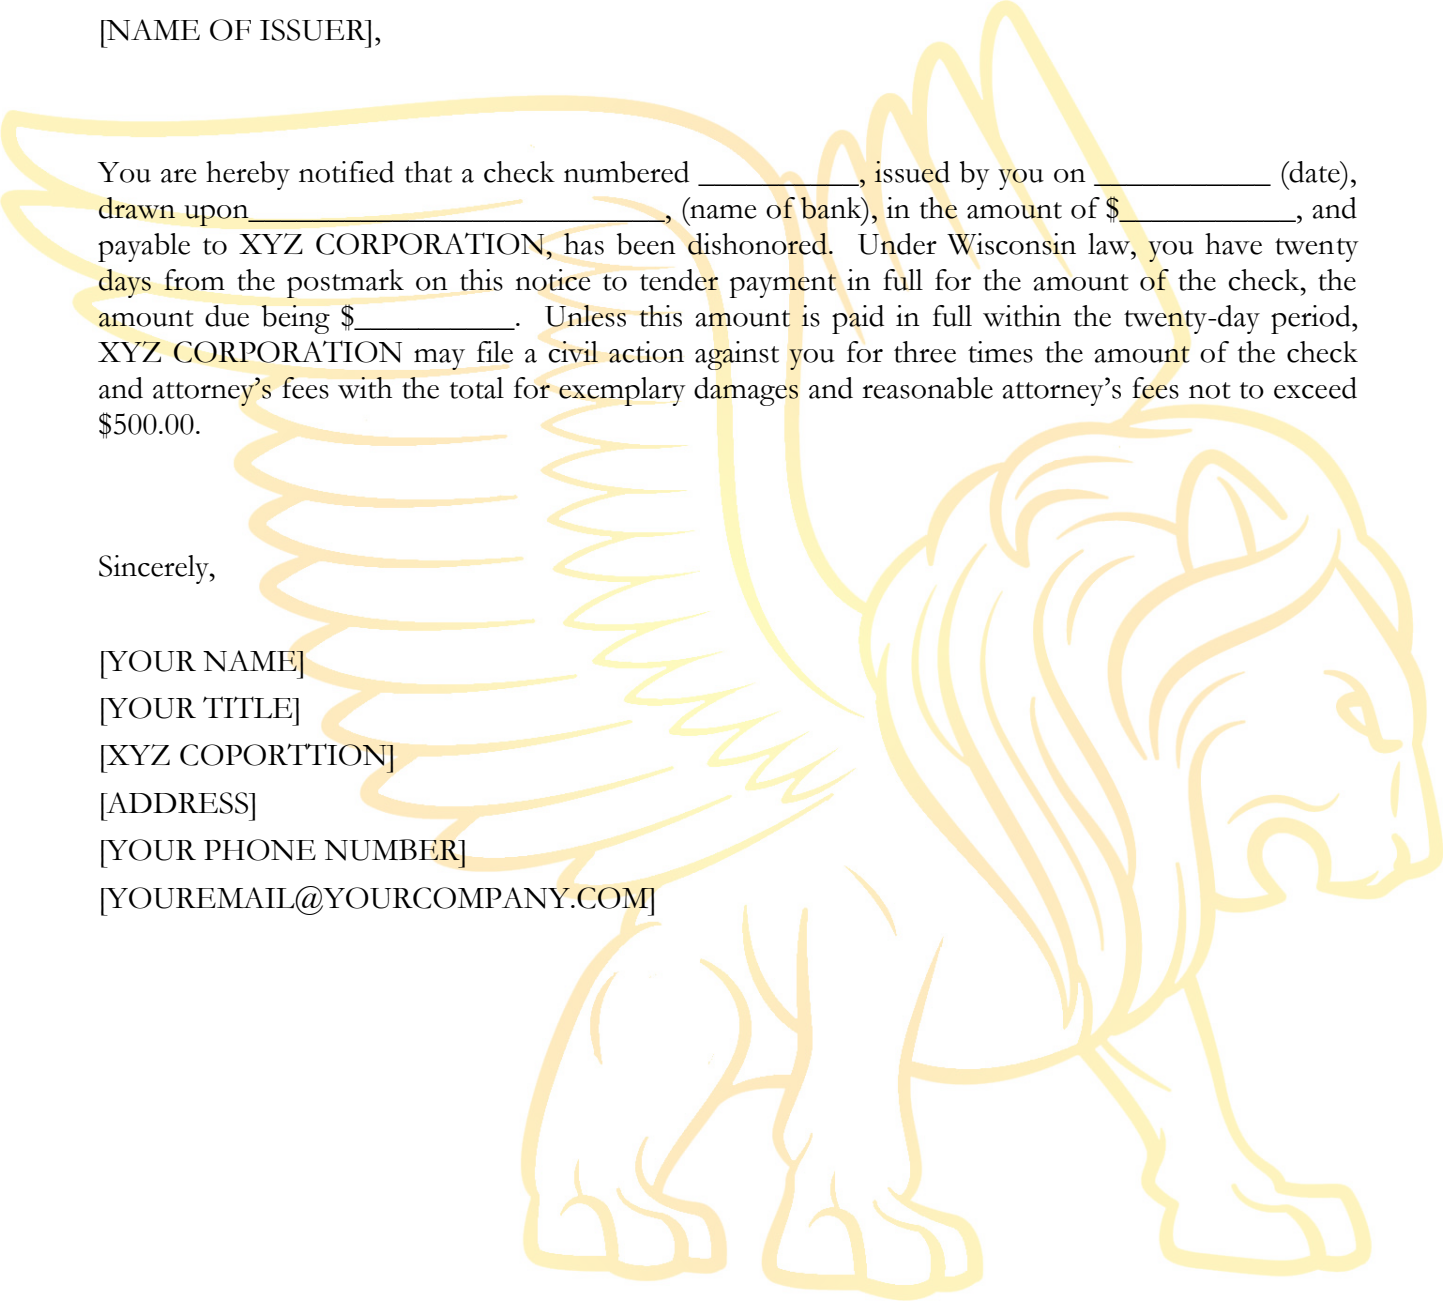 [NAME OF ISSUER],
You are hereby notified that a check numbered __________, issued by you on ___________ (date),
drawn upon__________________________, (name of bank), in the amount of $___________, and
payable to XYZ CORPORATION, has been dishonored.  Under Wisconsin law, you have twenty
days from the postmark on this notice to tender payment in full for the amount of the check, the
amount due being $__________.  Unless this amount is paid in full within the twenty-day period,
XYZ CORPORATION may file a civil action against you for three times the amount of the check
and attorney’s fees with the total for exemplary damages and reasonable attorney’s fees not to exceed
$500.00.
Sincerely,
[YOUR NAME]
[YOUR TITLE]
[XYZ COPORTTION]
[ADDRESS]
[YOUR PHONE NUMBER]
[YOUREMAIL@YOURCOMPANY.COM]